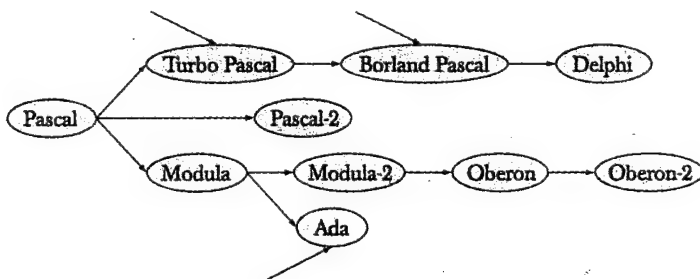 Turbo Pascal
Borland Pascal
Delphi
Pascal
Pascal-2
Modula
Modula-2
Oberon
Oberon-2
Ada